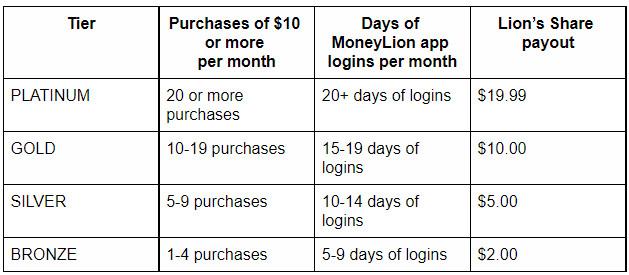 Tier
Purchases of $10
or more
per month
Days of
MoneyLion app
logins per month
Lion's Share
payout
PLATINUM
20 or more
purchases
20+ days of logins
$19.99
GOLD
10-19 purchases
15-19 days of
logins
$10.00
SILVER
5-9 purchases
10-14 days of
logins
$5.00
BRONZE
1-4 purchases
5-9 days of logins
$2.00